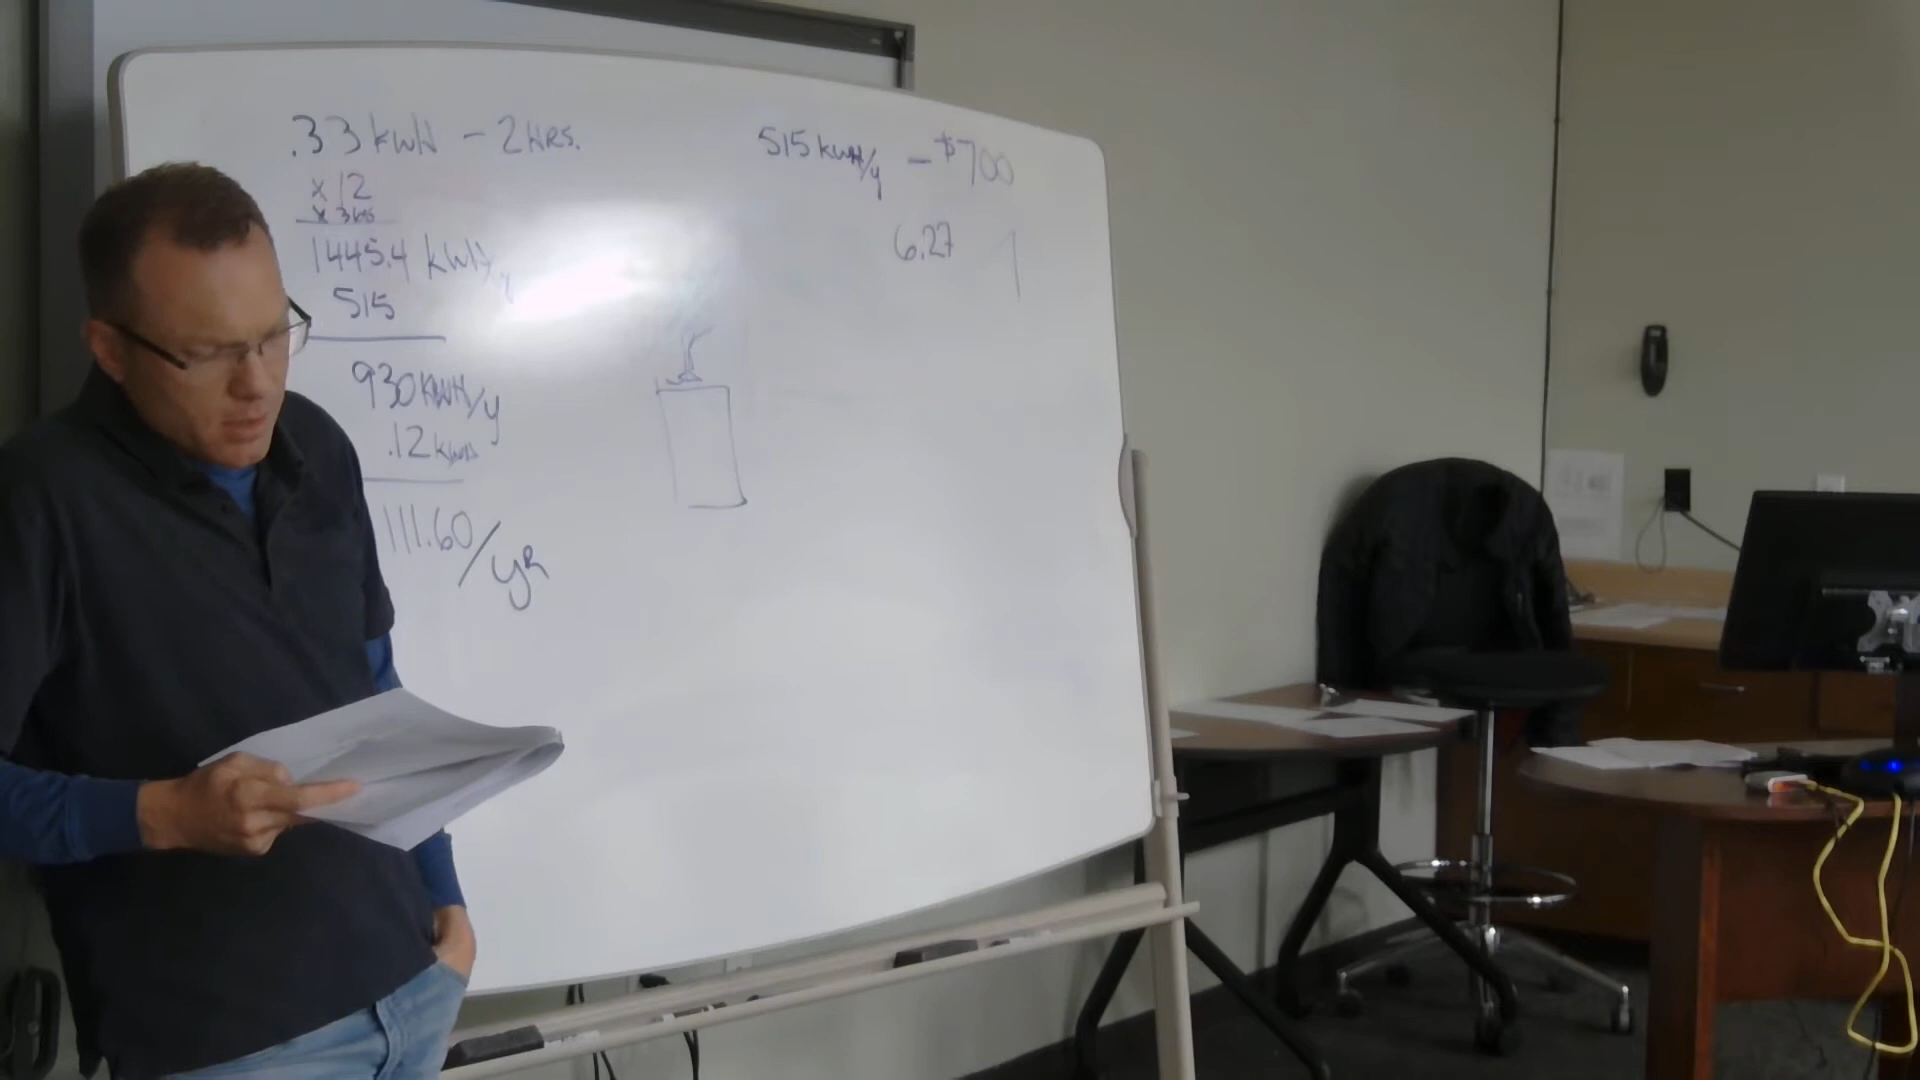 .33 kWH - 2 HRS.
x 12
x 365
1445.4 kWH/y
515
930 KWH/y
.12 kWH
111.60/yR
515 kWH/y - $700
6.27